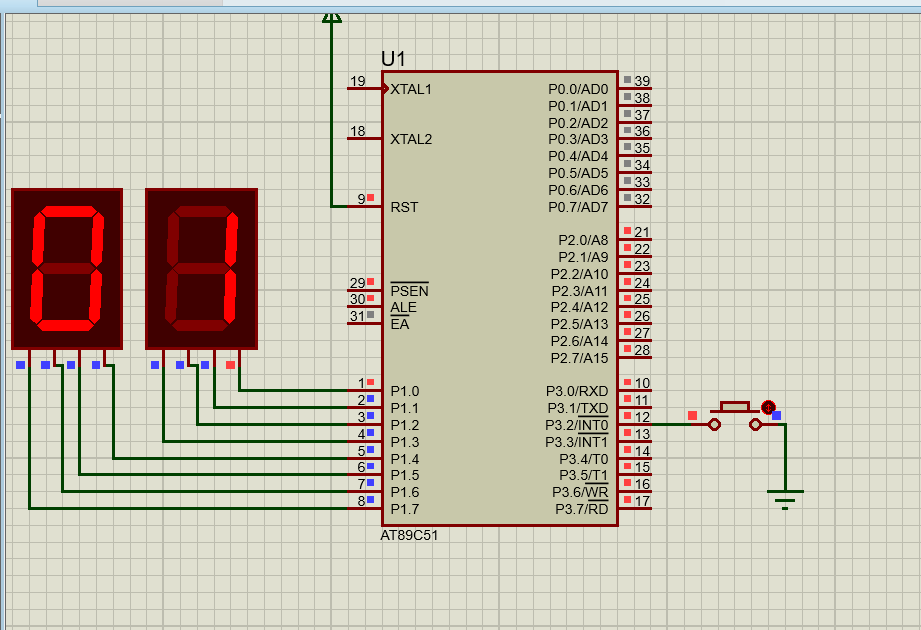 U1
19 XTAL1
18 XTAL2
9 RST
29 PSEN
30 ALE
31 EA
1 P1.0
2 P1.1
3 P1.2
4 P1.3
5 P1.4
6 P1.5
7 P1.6
8 P1.7
P0.0/AD0 39
P0.1/AD1 38
P0.2/AD2 37
P0.3/AD3 36
P0.4/AD4 35
P0.5/AD5 34
P0.6/AD6 33
P0.7/AD7 32
P2.0/A8 21
P2.1/A9 22
P2.2/A10 23
P2.3/A11 24
P2.4/A12 25
P2.5/A13 26
P2.6/A14 27
P2.7/A15 28
P3.0/RXD 10
P3.1/TXD 11
P3.2/INT0 12
P3.3/INT1 13
P3.4/T0 14
P3.5/T1 15
P3.6/WR 16
P3.7/RD 17
AT89C51
01